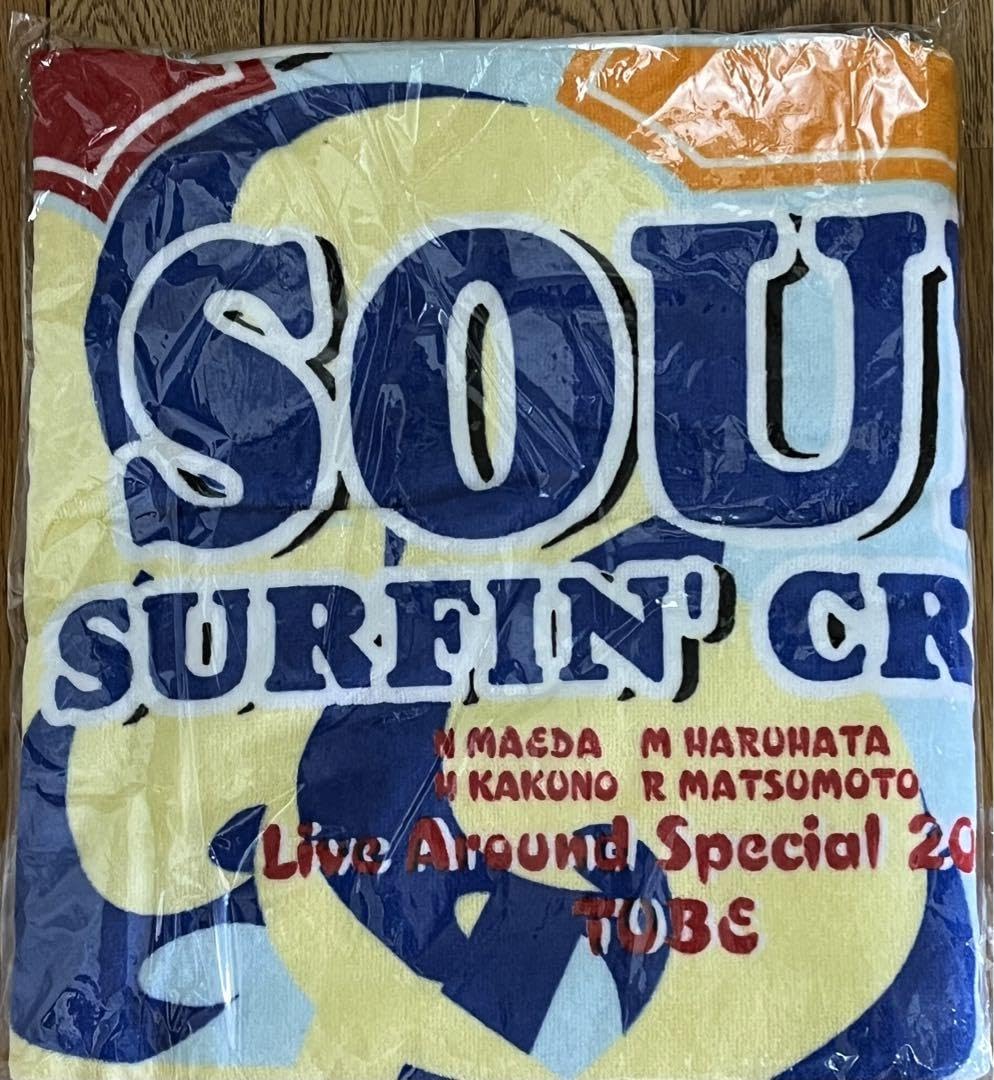 SOU
SURFIN' CR
N MAEDA M HARUHATA
H KAKUNO R MATSUMOTO
Live Around Special 20
TUBE